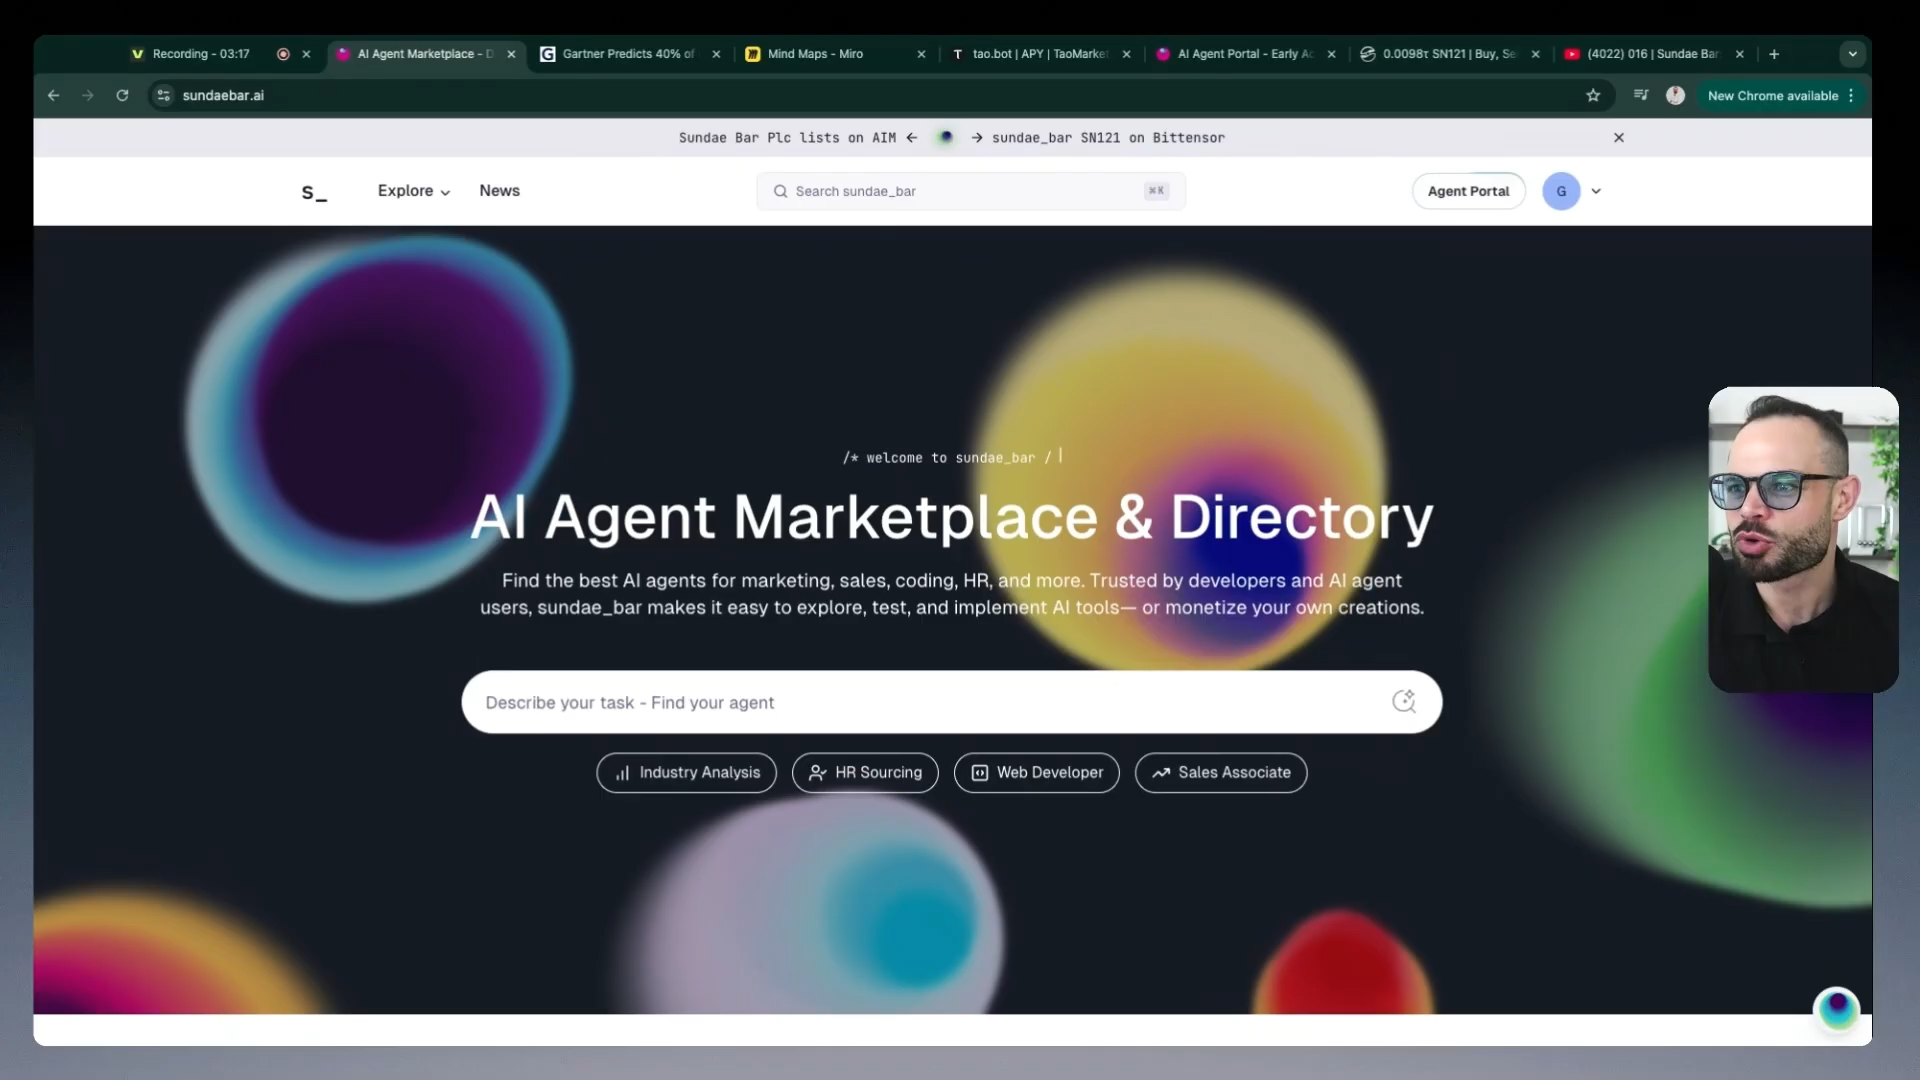 Recording - 03:17
AI Agent Marketplace - D
Gartner Predicts 40% of
Mind Maps - Miro
tao.bot | APY | TaoMarket
AI Agent Portal - Early Ac
0.0098τ SN121 | Buy, Se
(4022) 016 | Sundae Bar
sundaebar.ai
New Chrome available
Sundae Bar Plc lists on AIM ← → sundae_bar SN121 on Bittensor
s_
Explore
News
Search sundae_bar
⌘K
Agent Portal
G
/* welcome to sundae_bar /
AI Agent Marketplace & Directory
Find the best AI agents for marketing, sales, coding, HR, and more. Trusted by developers and AI agent
users, sundae_bar makes it easy to explore, test, and implement AI tools— or monetize your own creations.
Describe your task - Find your agent
Industry Analysis
HR Sourcing
Web Developer
Sales Associate